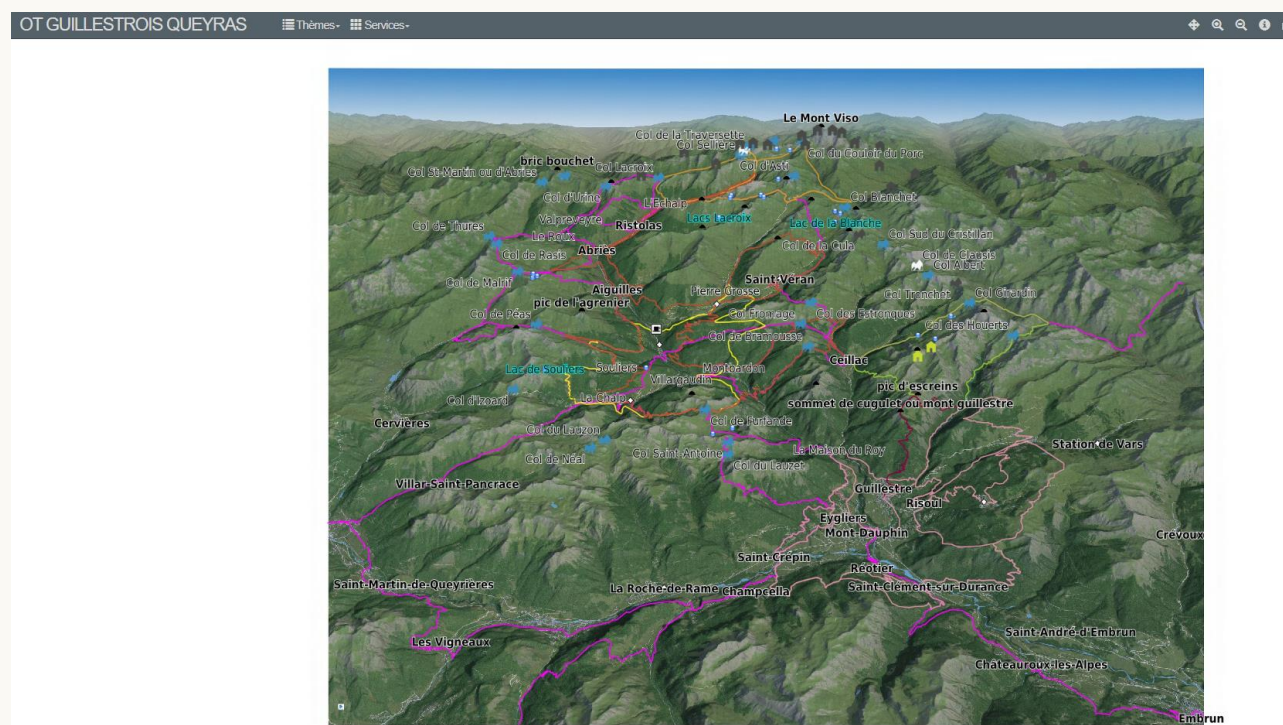 OT GUILLESTROIS QUEYRAS Thèmes Services
Le Mont Viso
Col de la Traversette
Col Sellière
Col du Couloir du Porc
bric bouchet
Col Lacroix
Col d'Asti
Col St-Martin ou d'Abriès
Col d'Urine
L'Echalp
Col Blanchet
Valpreveyre
Ristolas
Lacs Lacroix
Lac de la Blanche
Col de Thures
Le Roux
Col Sud du Cristillan
Abriès
Col de la Cula
Col de Rasis
Col de Clausis
Col Albert
Col de Malrif
Saint-Véran
Aiguilles
Pierre Grosse
Col Tronchet
Col Girardin
pic de l'agrenier
Col de Péas
Col Fromage
Col des Estronques
Col des Houerts
Col de Bramousse
Ceillac
Lac de Souliers
Souliers
Montbardon
Villargaudin
pic d'escreins
Col d'Izoard
La Chalp
sommet de cugulet ou mont guillestre
Cervières
Col de Furfande
Col du Lauzon
Station de Vars
Col de Néal
Col Saint-Antoine
La Maison du Roy
Col du Lauzet
Villar-Saint-Pancrace
Guillestre
Risoul
Eygliers
Mont-Dauphin
Crévoux
Saint-Crépin
Réotier
Saint-Martin-de-Queyrières
La Roche-de-Rame
Champcella
Saint-Clément-sur-Durance
Saint-André-d'Embrun
Les Vigneaux
Châteauroux-les-Alpes
Embrun